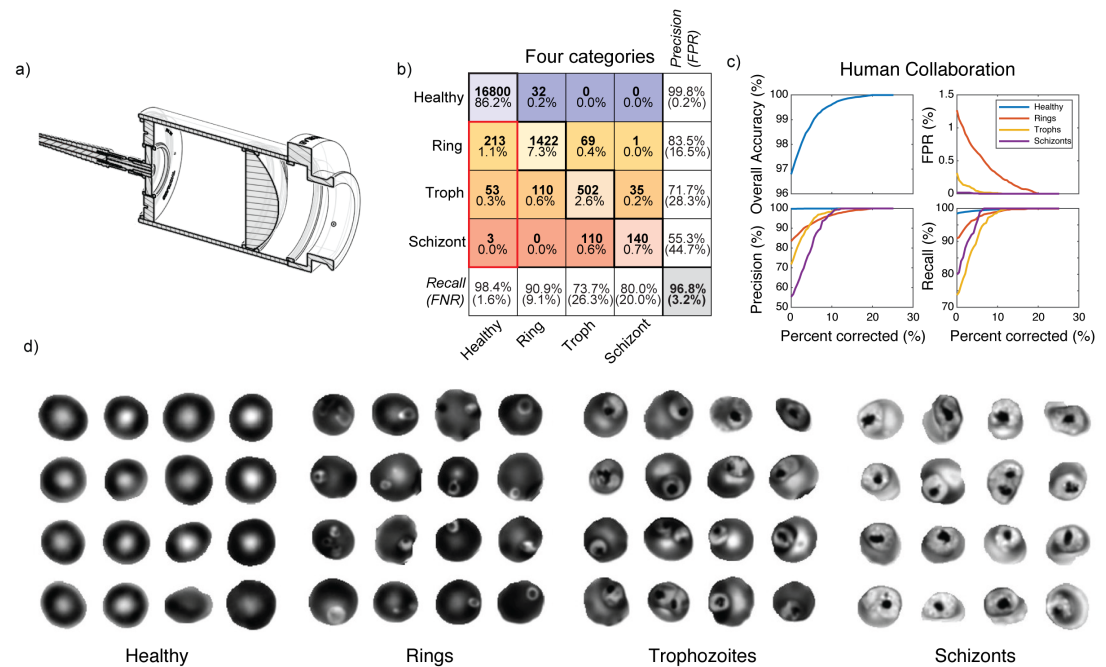 a)
b)
Four categories
Precision
(FPR)
Healthy
16800
86.2%
32
0.2%
0
0.0%
0
0.0%
99.8%
(0.2%)
Ring
213
1.1%
1422
7.3%
69
0.4%
1
0.0%
83.5%
(16.5%)
Troph
53
0.3%
110
0.6%
502
2.6%
35
0.2%
71.7%
(28.3%)
Schizont
3
0.0%
0
0.0%
110
0.6%
140
0.7%
55.3%
(44.7%)
Recall
(FNR)
98.4%
(1.6%)
90.9%
(9.1%)
73.7%
(26.3%)
80.0%
(20.0%)
96.8%
(3.2%)
Healthy
Ring
Troph
Schizont
c)
Human Collaboration
Overall Accuracy (%)
100
99
98
97
96
FPR (%)
1.5
1
0.5
0
Healthy
Rings
Trophs
Schizonts
Precision (%)
100
90
80
70
60
50
0
10
20
30
Percent corrected (%)
Recall (%)
100
90
80
70
0
10
20
30
Percent corrected (%)
d)
Healthy
Rings
Trophozoites
Schizonts